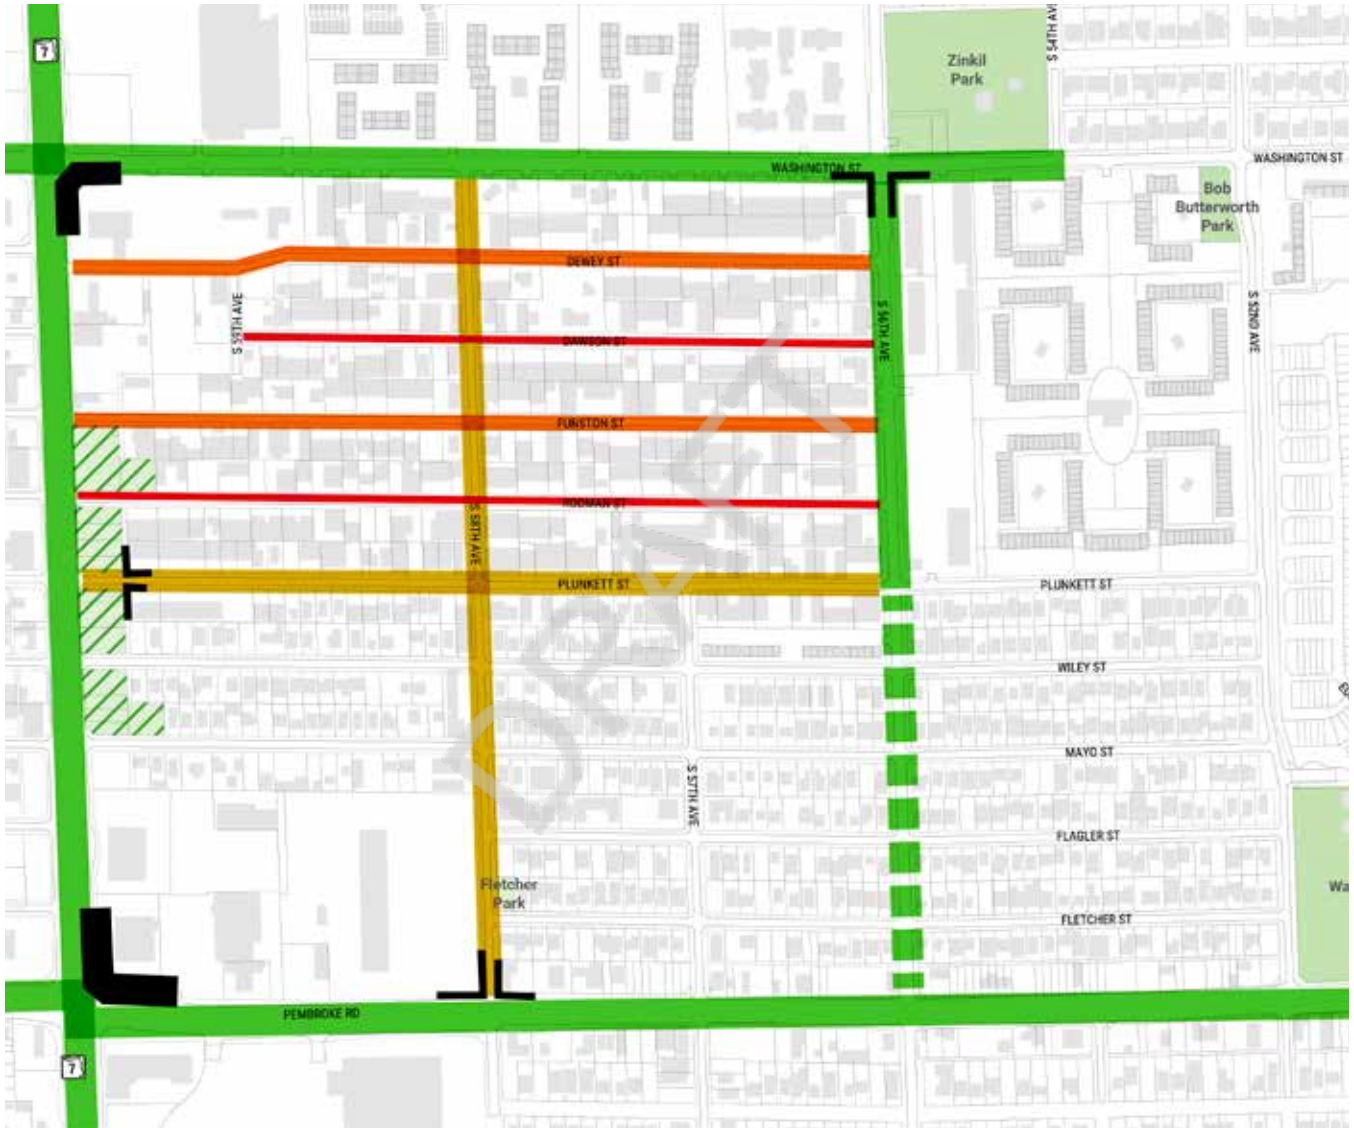 S 54TH AVE
7
Zinkil
Park
WASHINGTON ST
WASHINGTON ST
Bob
Butterworth
Park
DEWEY ST
S 59TH AVE
S 56TH AVE
S 52ND AVE
DAWSON ST
FUNSTON ST
RODMAN ST
S 58TH AVE
PLUNKETT ST
PLUNKETT ST
DRAFT
WILEY ST
MAYO ST
S 57TH AVE
FLAGLER ST
Fletcher
Park
Wa
FLETCHER ST
PEMBROKE RD
7